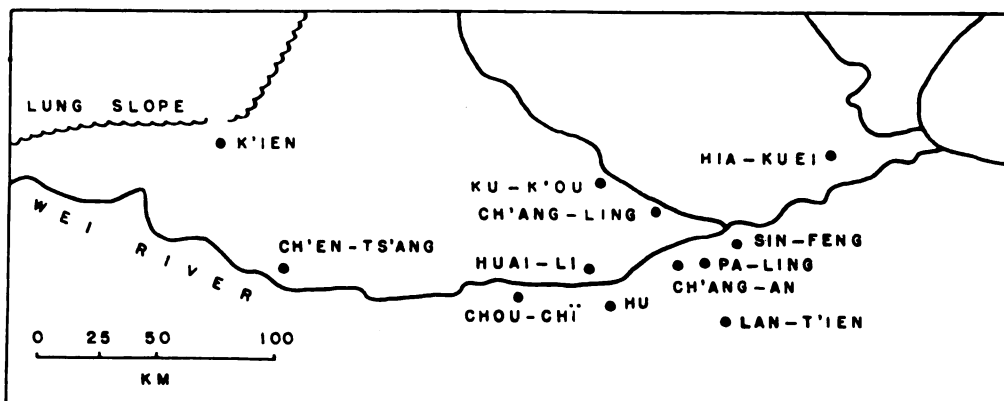 LUNG SLOPE
K'IEN
HIA-KUEI
KU-K'OU
CH'ANG-LING
WEI RIVER
SIN-FENG
CH'EN-TS'ANG
HUAI-LI
PA-LING
CH'ANG-AN
CHOU-CHÏ
HU
LAN-T'IEN
0 25 50 100
KM